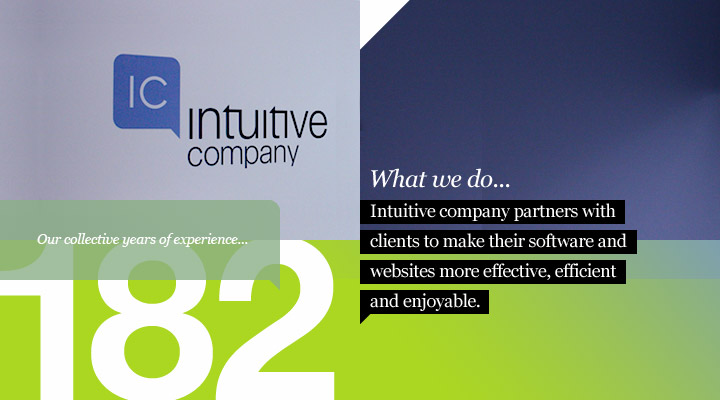 IC
intuitive
company
Our collective years of experience...
182
What we do...
Intuitive company partners with
clients to make their software and
websites more effective, efficient
and enjoyable.